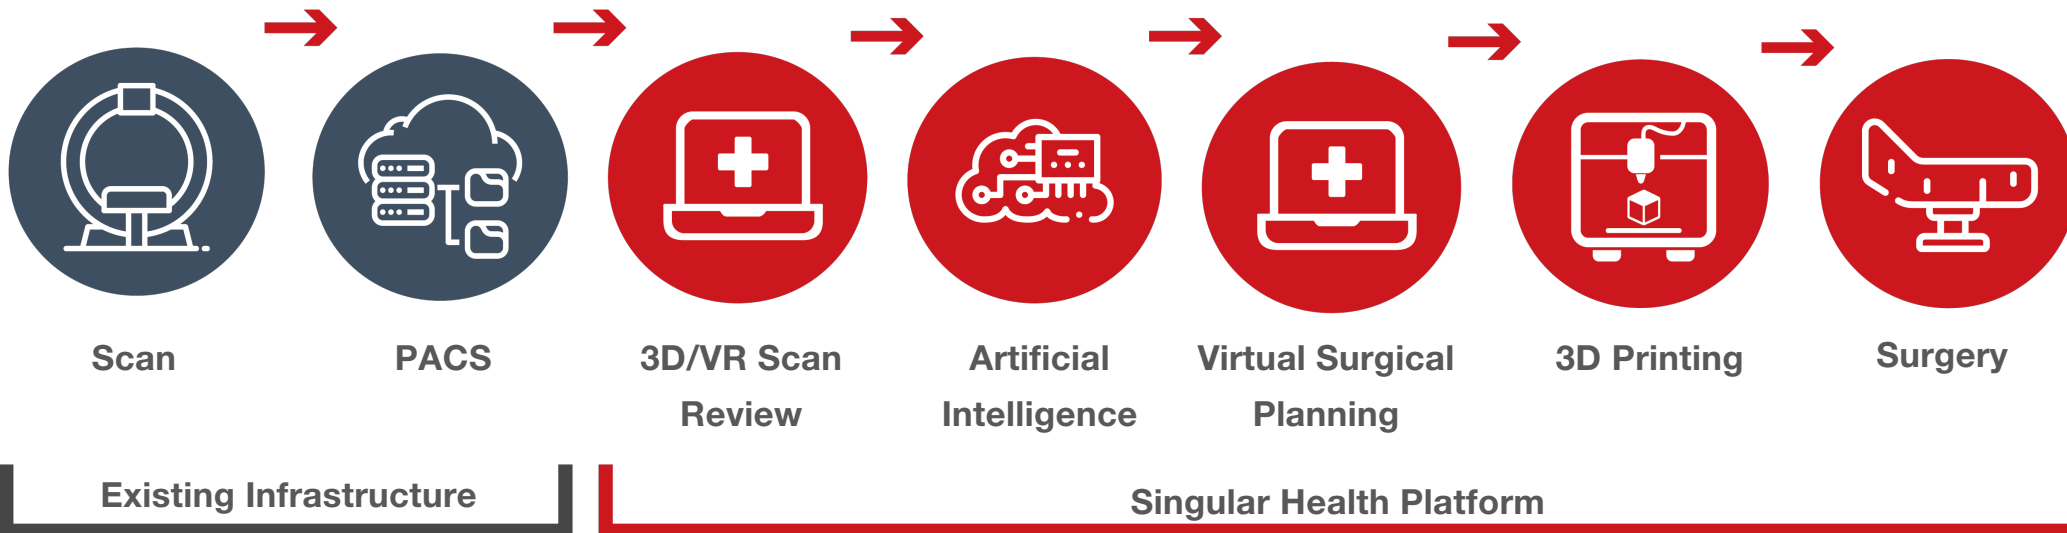 Scan
PACS
3D/VR Scan
Review
Artificial
Intelligence
Virtual Surgical
Planning
3D Printing
Surgery
Existing Infrastructure
Singular Health Platform